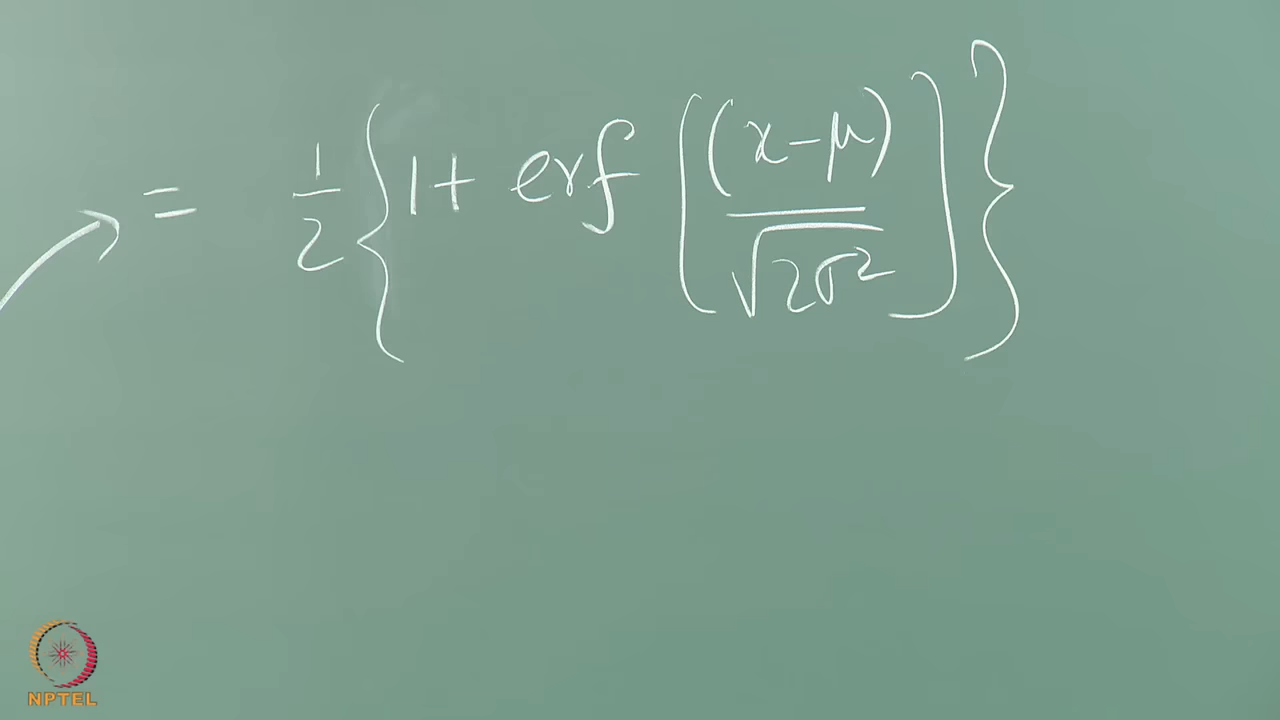 = 1/2 { 1 + erf [ (x - μ) / √2σ² ] }
NPTEL